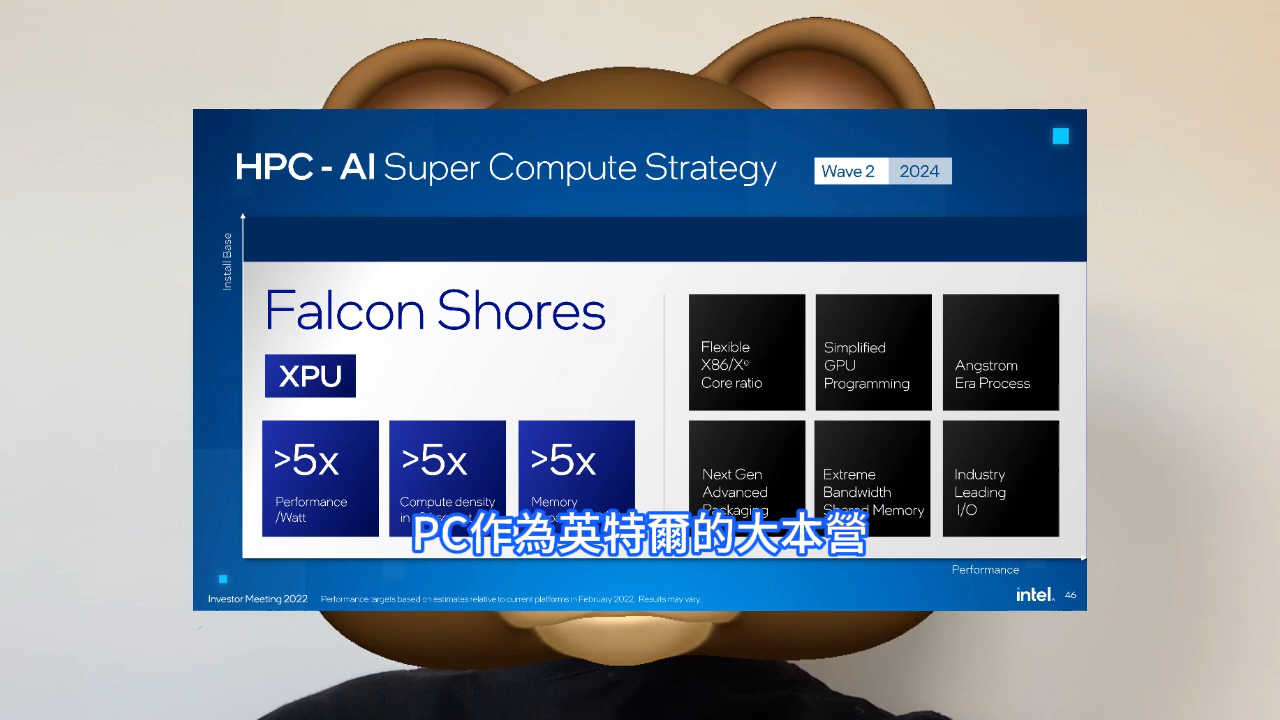 HPC - AI Super Compute Strategy
Wave 2 2024
Install Base
Falcon Shores
XPU
>5x
Performance
/Watt
>5x
Compute density
>5x
Memory
Flexible
X86/Xᵉ
Core ratio
Simplified
GPU
Programming
Angstrom
Era Process
Next Gen
Advanced
Packaging
Extreme
Bandwidth
Shared Memory
Industry
Leading
I/O
PC作為英特爾的大本營
Performance
Investor Meeting 2022 Performance targets based on estimates relative to current platforms in February 2022. Results may vary.
intel. 46